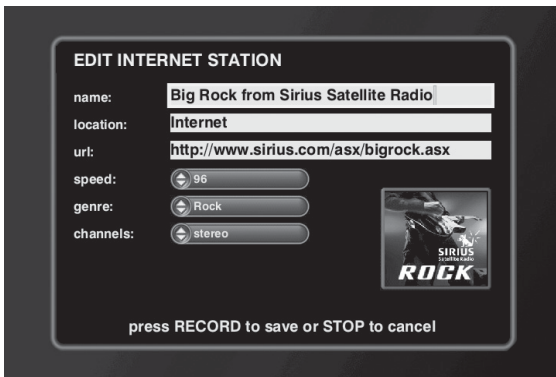 EDIT INTERNET STATION
name: Big Rock from Sirius Satellite Radio
location: Internet
url: http://www.sirius.com/asx/bigrock.asx
speed: 96
genre: Rock
channels: stereo
SIRIUS
Satellite Radio
ROCK
press RECORD to save or STOP to cancel